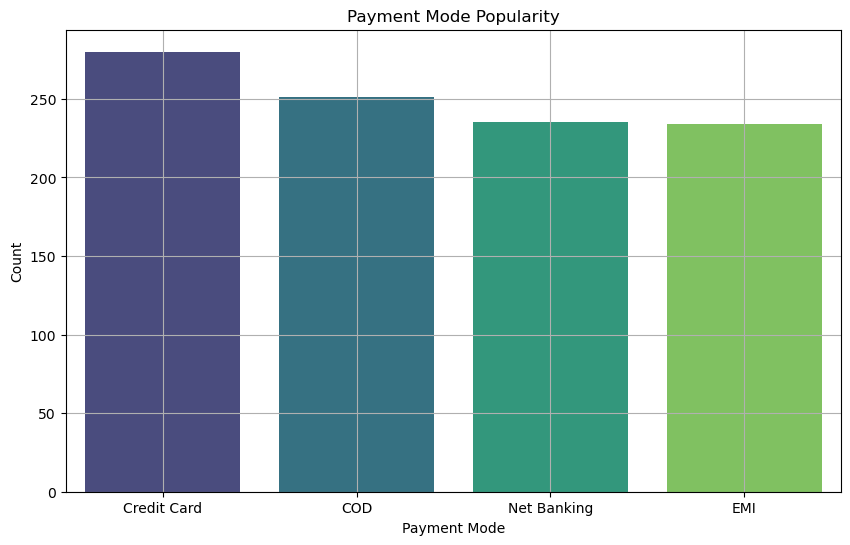 Payment Mode Popularity
250
200
150
100
50
0
Count
Credit Card
COD
Net Banking
EMI
Payment Mode